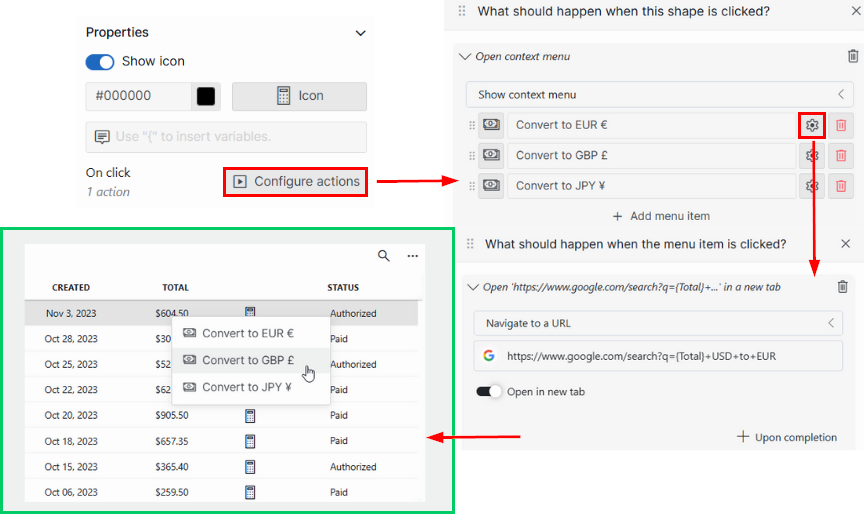 Properties
Show icon
#000000
Icon
Use "{" to insert variables.
On click
1 action
Configure actions
What should happen when this shape is clicked?
Open context menu
Show context menu
Convert to EUR €
Convert to GBP £
Convert to JPY ¥
+ Add menu item
What should happen when the menu item is clicked?
Open 'https://www.google.com/search?q={Total}+...' in a new tab
Navigate to a URL
https://www.google.com/search?q={Total}+USD+to+EUR
Open in new tab
+ Upon completion
CREATED TOTAL STATUS
Nov 3, 2023 $604.50 Authorized
Oct 28, 2023 $30 Paid
Oct 25, 2023 $52 Authorized
Oct 22, 2023 $62 Paid
Convert to EUR €
Convert to GBP £
Convert to JPY ¥
Oct 20, 2023 $905.50 Paid
Oct 18, 2023 $657.35 Paid
Oct 15, 2023 $365.40 Authorized
Oct 06, 2023 $259.50 Paid